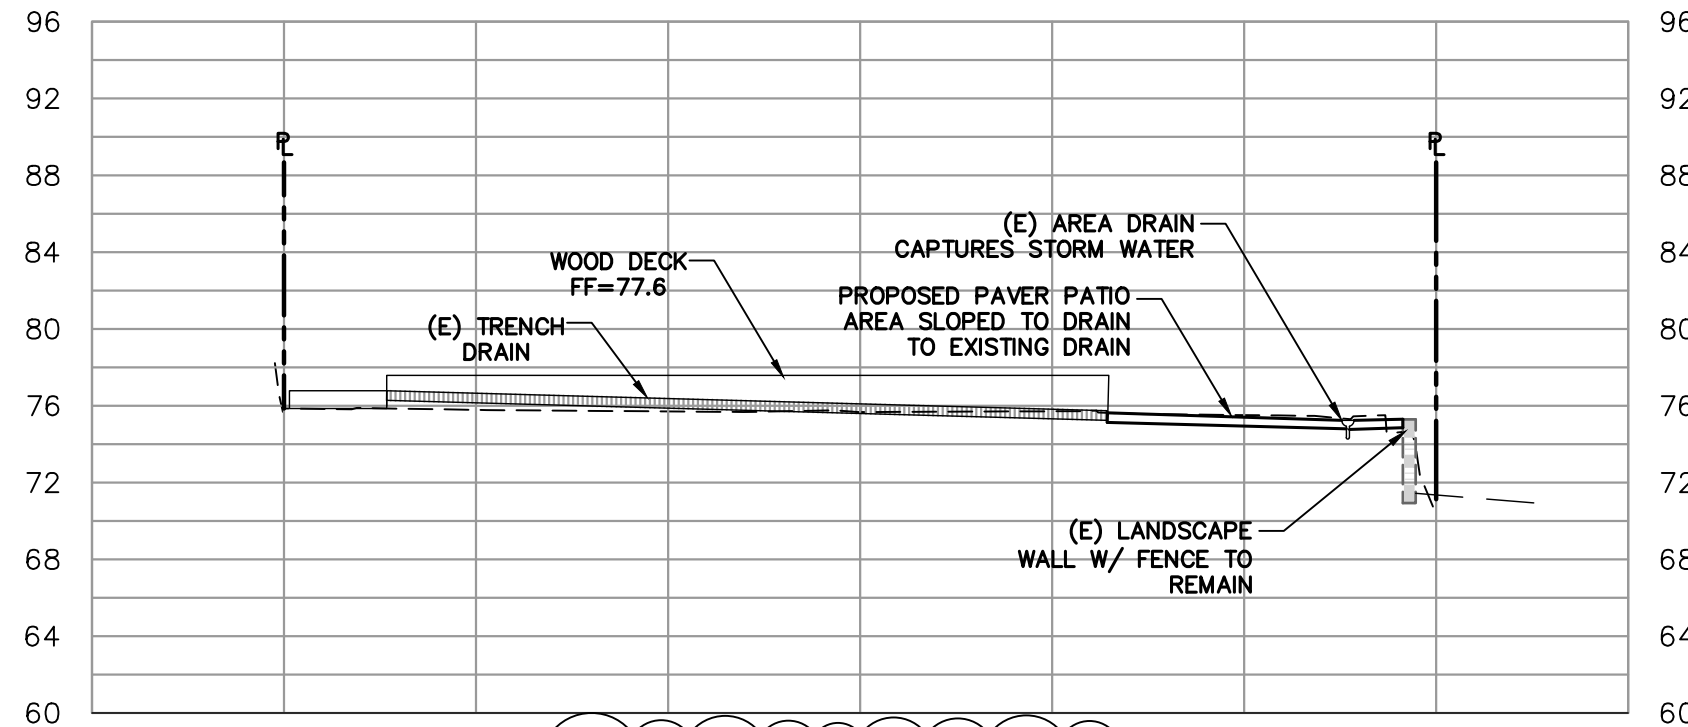 96
96
92
92
PL
PL
88
88
(E) AREA DRAIN
CAPTURES STORM WATER
84
84
WOOD DECK
FF=77.6
PROPOSED PAVER PATIO
AREA SLOPED TO DRAIN
TO EXISTING DRAIN
80
80
(E) TRENCH
DRAIN
76
76
72
72
(E) LANDSCAPE
WALL W/ FENCE TO
REMAIN
68
68
64
64
60
60